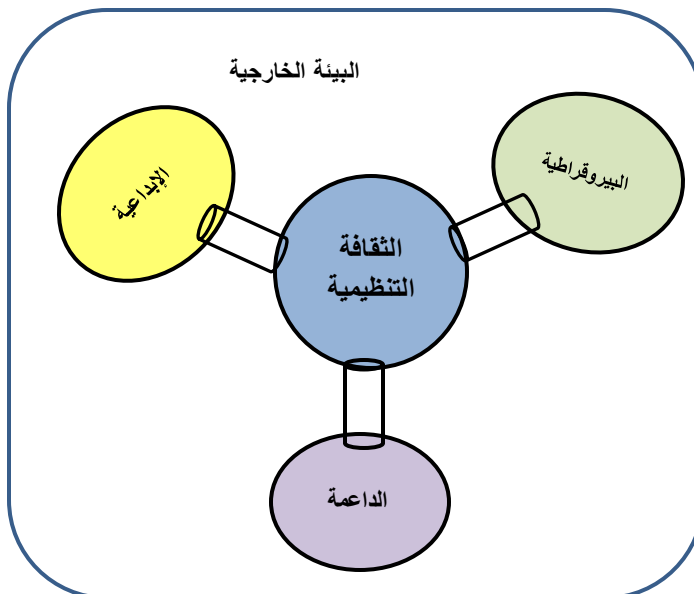 البيئة الخارجية
البيروقراطية
الإبداعية
الثقافة
التنظيمية
الداعمة